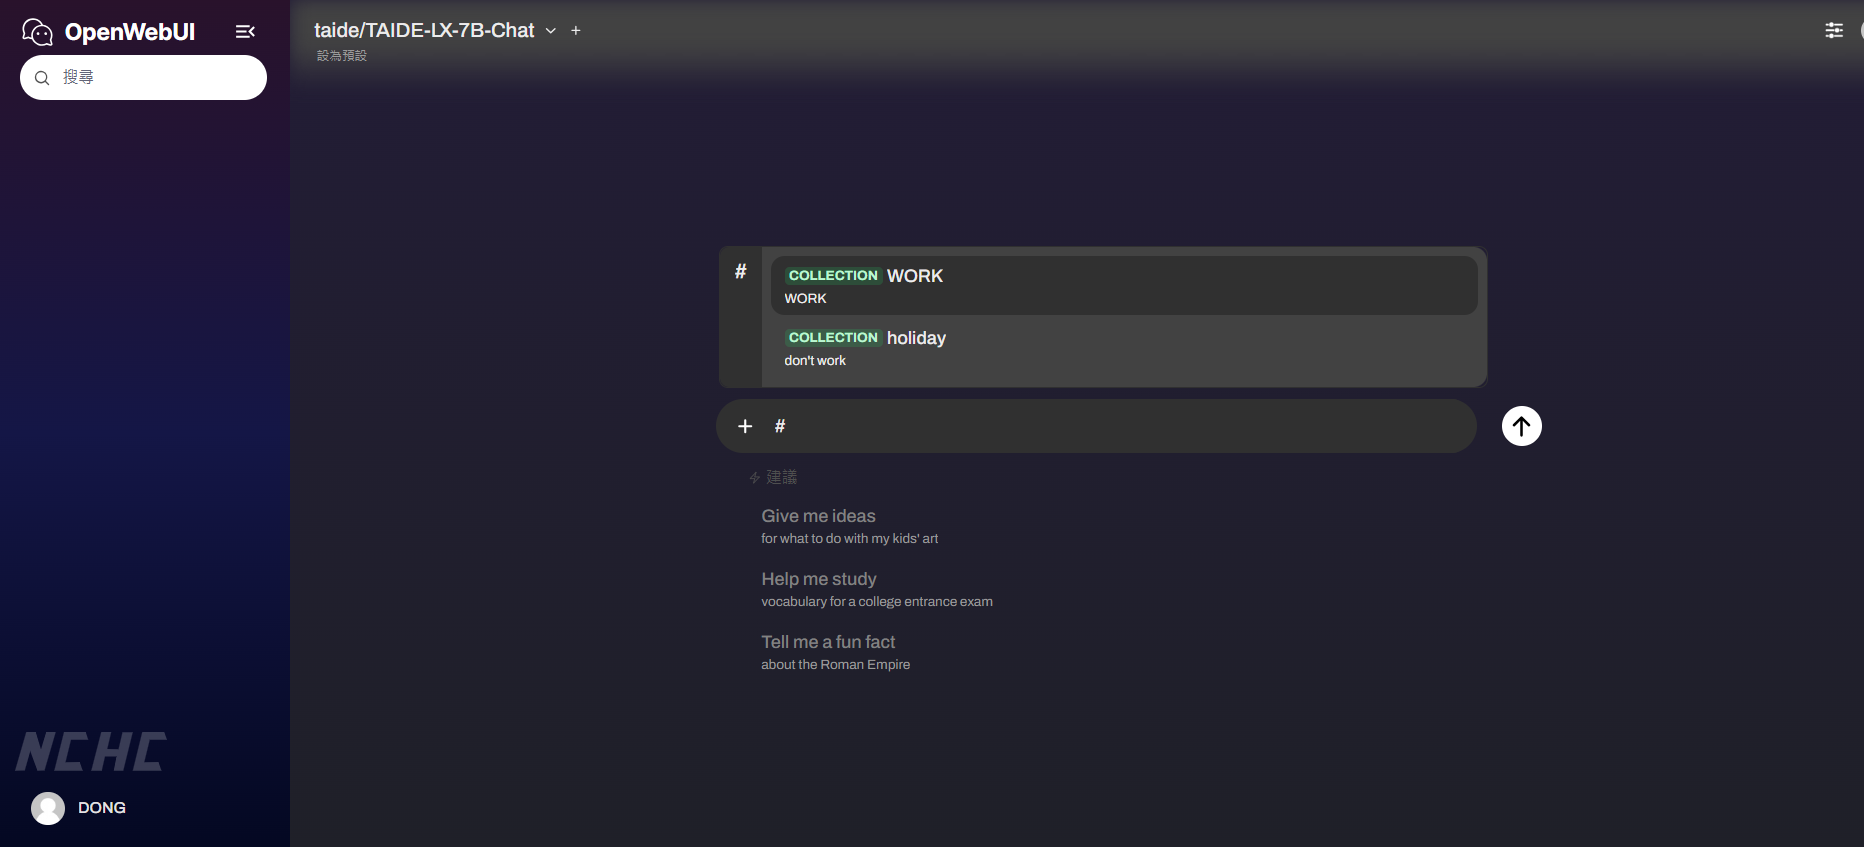 OpenWebUI
搜尋
taide/TAIDE-LX-7B-Chat
設為預設
#
COLLECTION WORK
WORK
COLLECTION holiday
don't work
+ #
建議
Give me ideas
for what to do with my kids' art
Help me study
vocabulary for a college entrance exam
Tell me a fun fact
about the Roman Empire
NCHC
DONG